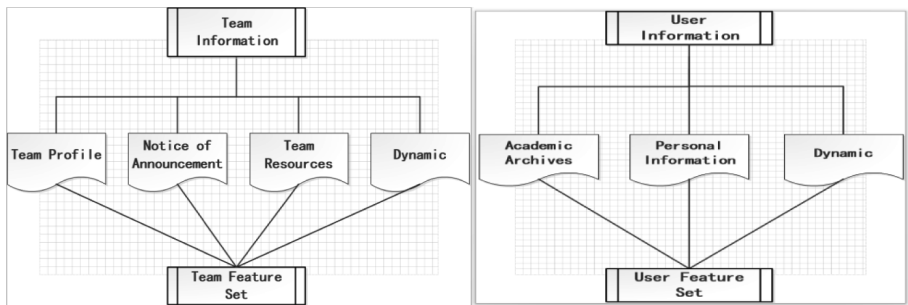 Team
Information
Team Profile
Notice of
Announcement
Team
Resources
Dynamic
Team Feature
Set
User
Information
Academic
Archives
Personal
Information
Dynamic
User Feature
Set